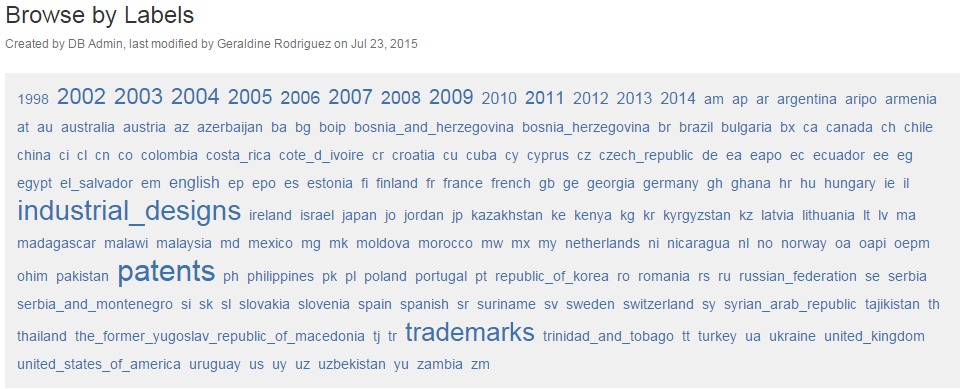 Browse by Labels
Created by DB Admin, last modified by Geraldine Rodriguez on Jul 23, 2015
1998 2002 2003 2004 2005 2006 2007 2008 2009 2010 2011 2012 2013 2014 am ap ar argentina aripo armenia
at au australia austria az azerbaijan ba bg boip bosnia_and_herzegovina bosnia_herzegovina br brazil bulgaria bx ca canada ch chile
china ci cl cn co colombia costa_rica cote_d_ivoire cr croatia cu cuba cy cyprus cz czech_republic de ea eapo ec ecuador ee eg
egypt el_salvador em english ep epo es estonia fi finland fr france french gb ge georgia germany gh ghana hr hu hungary ie il
industrial_designs ireland israel japan jo jordan jp kazakhstan ke kenya kg kr kyrgyzstan kz latvia lithuania lt lv ma
madagascar malawi malaysia md mexico mg mk moldova morocco mw mx my netherlands ni nicaragua nl no norway oa oapi oepm
ohim pakistan patents ph philippines pk pl poland portugal pt republic_of_korea ro romania rs ru russian_federation se serbia
serbia_and_montenegro si sk sl slovakia slovenia spain spanish sr suriname sv sweden switzerland sy syrian_arab_republic tajikistan th
thailand the_former_yugoslav_republic_of_macedonia tj tr trademarks trinidad_and_tobago tt turkey ua ukraine united_kingdom
united_states_of_america uruguay us uy uz uzbekistan yu zambia zm